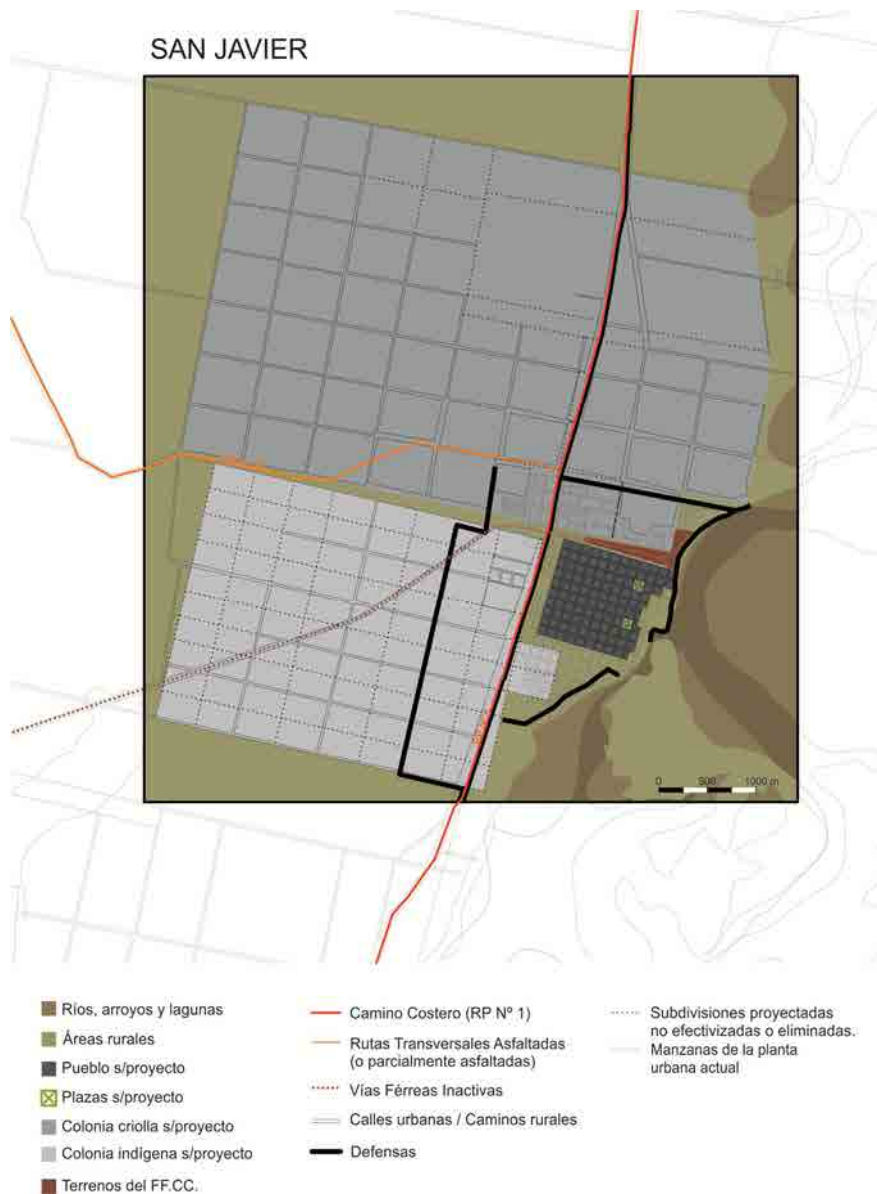 SAN JAVIER
0 500 1000 m
Ríos, arroyos y lagunas
Áreas rurales
Pueblo s/proyecto
Plazas s/proyecto
Colonia criolla s/proyecto
Colonia indígena s/proyecto
Terrenos del FF.CC.
Camino Costero (RP Nº 1)
Rutas Transversales Asfaltadas
(o parcialmente asfaltadas)
Vías Férreas Inactivas
Calles urbanas / Caminos rurales
Defensas
Subdivisiones proyectadas
no efectivizadas o eliminadas.
Manzanas de la planta
urbana actual